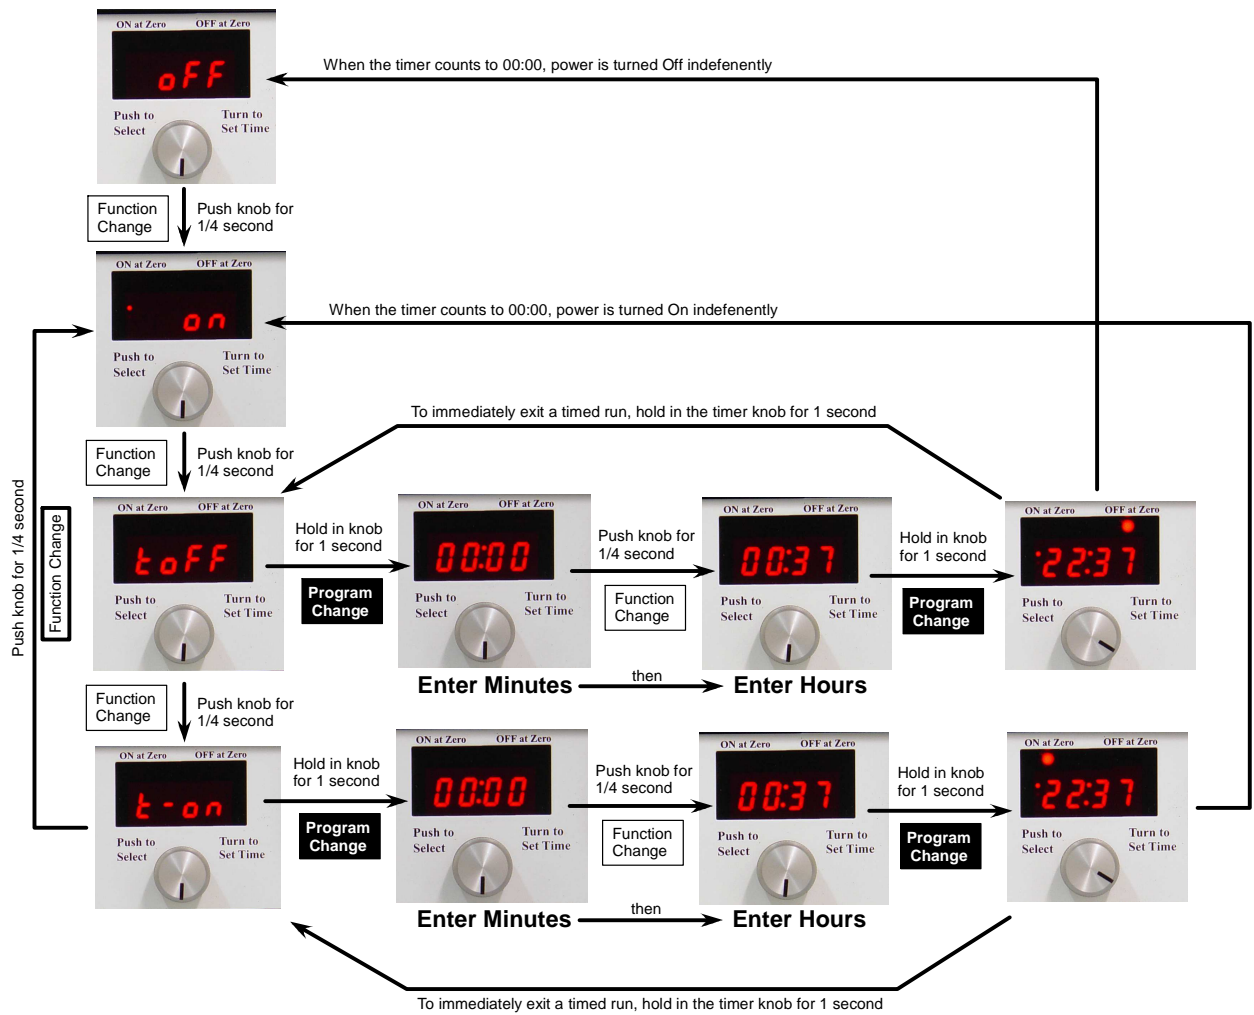 ON at Zero OFF at Zero
oFF
When the timer counts to 00:00, power is turned Off indefenently
Push to
Select
Turn to
Set Time
Function
Change
Push knob for
1/4 second
ON at Zero OFF at Zero
on
When the timer counts to 00:00, power is turned On indefenently
Push to
Select
Turn to
Set Time
To immediately exit a timed run, hold in the timer knob for 1 second
Function
Change
Push knob for
1/4 second
Push knob for 1/4 second
Function Change
ON at Zero OFF at Zero
toFF
Push to
Select
Turn to
Set Time
Hold in knob
for 1 second
Program
Change
ON at Zero OFF at Zero
00:00
Push to
Select
Turn to
Set Time
Push knob for
1/4 second
Function
Change
ON at Zero OFF at Zero
00:37
Push to
Select
Turn to
Set Time
Hold in knob
for 1 second
Program
Change
ON at Zero OFF at Zero
22:37
Push to
Select
Turn to
Set Time
Enter Minutes then Enter Hours
Function
Change
Push knob for
1/4 second
ON at Zero OFF at Zero
t-on
Push to
Select
Turn to
Set Time
Hold in knob
for 1 second
Program
Change
ON at Zero OFF at Zero
00:00
Push to
Select
Turn to
Set Time
Push knob for
1/4 second
Function
Change
ON at Zero OFF at Zero
00:37
Push to
Select
Turn to
Set Time
Hold in knob
for 1 second
Program
Change
ON at Zero OFF at Zero
22:37
Push to
Select
Turn to
Set Time
Enter Minutes then Enter Hours
To immediately exit a timed run, hold in the timer knob for 1 second